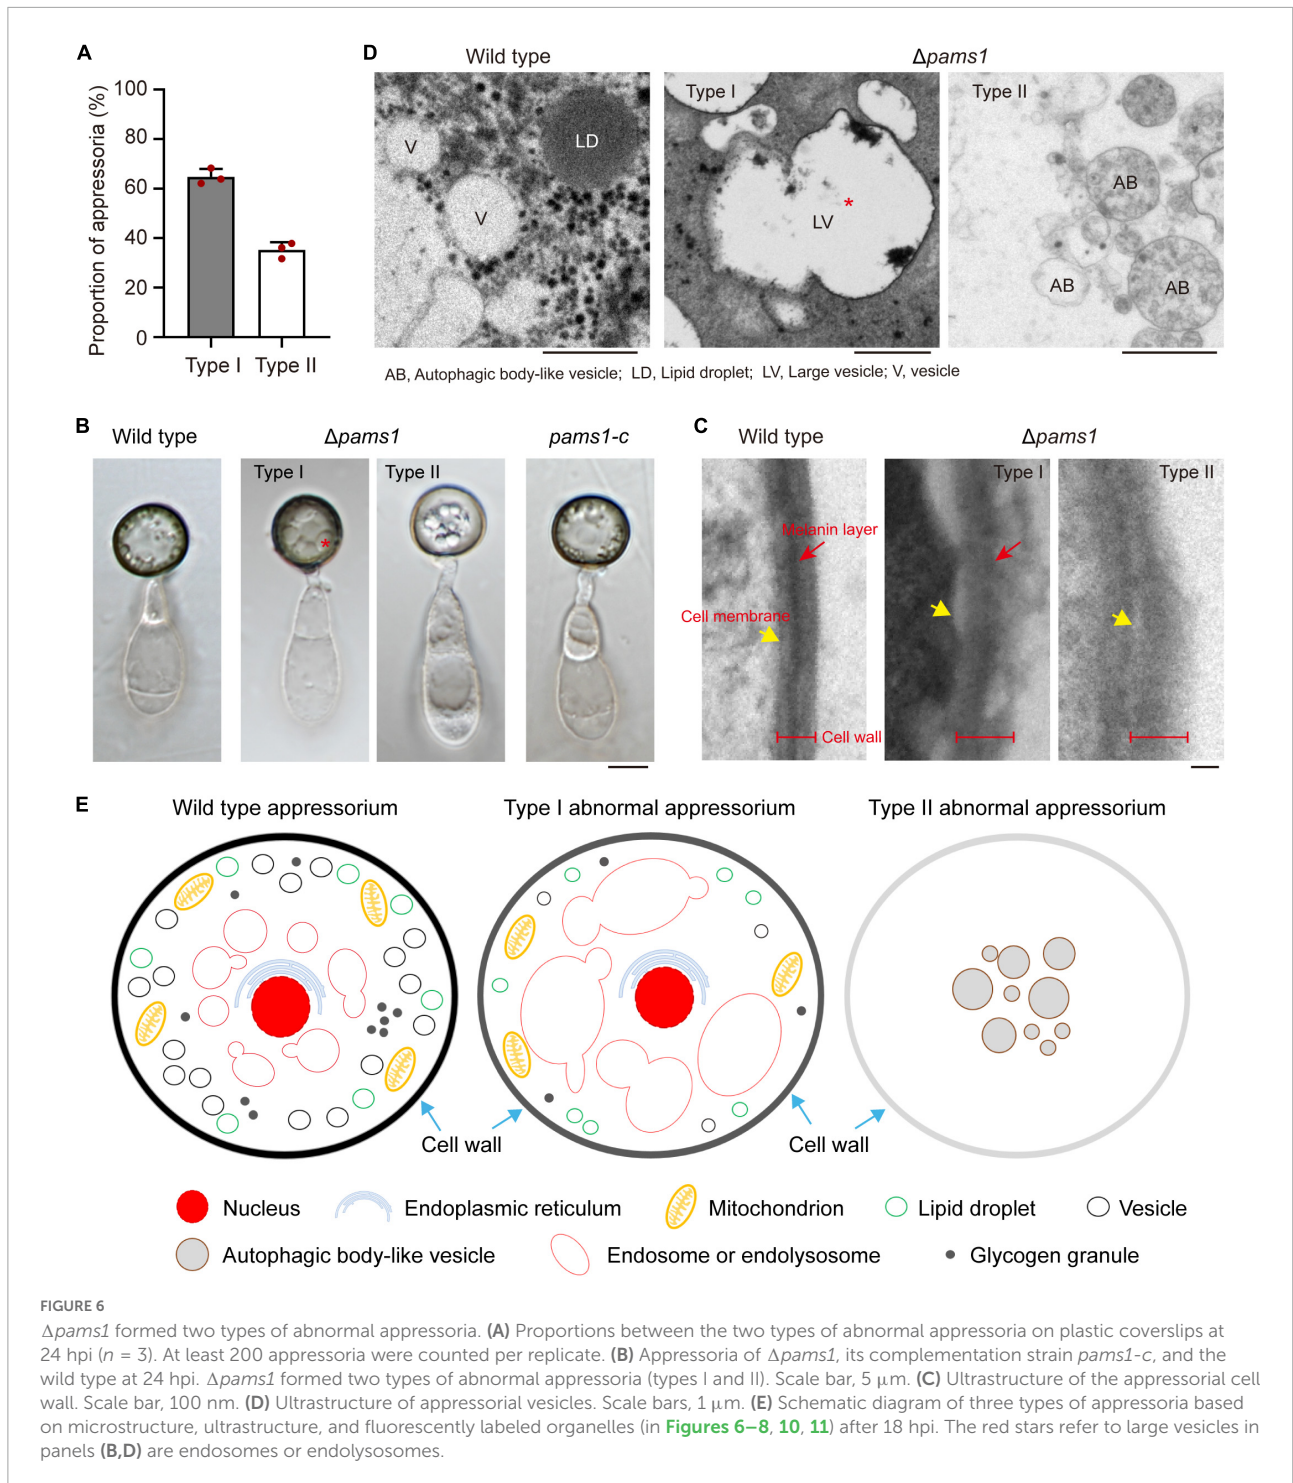 A
Proportion of appressoria (%)
100
80
60
40
20
0
Type I
Type II
D
Wild type
Δpams1
V
LD
V
Type I
LV
*
Type II
AB
AB
AB
AB, Autophagic body-like vesicle; LD, Lipid droplet; LV, Large vesicle; V, vesicle
B
Wild type
Δpams1
pams1-c
Type I
*
Type II
C
Wild type
Δpams1
Type I
Type II
Melanin layer
Cell membrane
Cell wall
E
Wild type appressorium
Type I abnormal appressorium
Type II abnormal appressorium
Cell wall
Cell wall
Nucleus
Endoplasmic reticulum
Mitochondrion
Lipid droplet
Vesicle
Autophagic body-like vesicle
Endosome or endolysosome
Glycogen granule
FIGURE 6
Δpams1 formed two types of abnormal appressoria. (A) Proportions between the two types of abnormal appressoria on plastic coverslips at
24 hpi (n = 3). At least 200 appressoria were counted per replicate. (B) Appressoria of Δpams1, its complementation strain pams1-c, and the
wild type at 24 hpi. Δpams1 formed two types of abnormal appressoria (types I and II). Scale bar, 5 μm. (C) Ultrastructure of the appressorial cell
wall. Scale bar, 100 nm. (D) Ultrastructure of appressorial vesicles. Scale bars, 1 μm. (E) Schematic diagram of three types of appressoria based
on microstructure, ultrastructure, and fluorescently labeled organelles (in Figures 6–8, 10, 11) after 18 hpi. The red stars refer to large vesicles in
panels (B,D) are endosomes or endolysosomes.